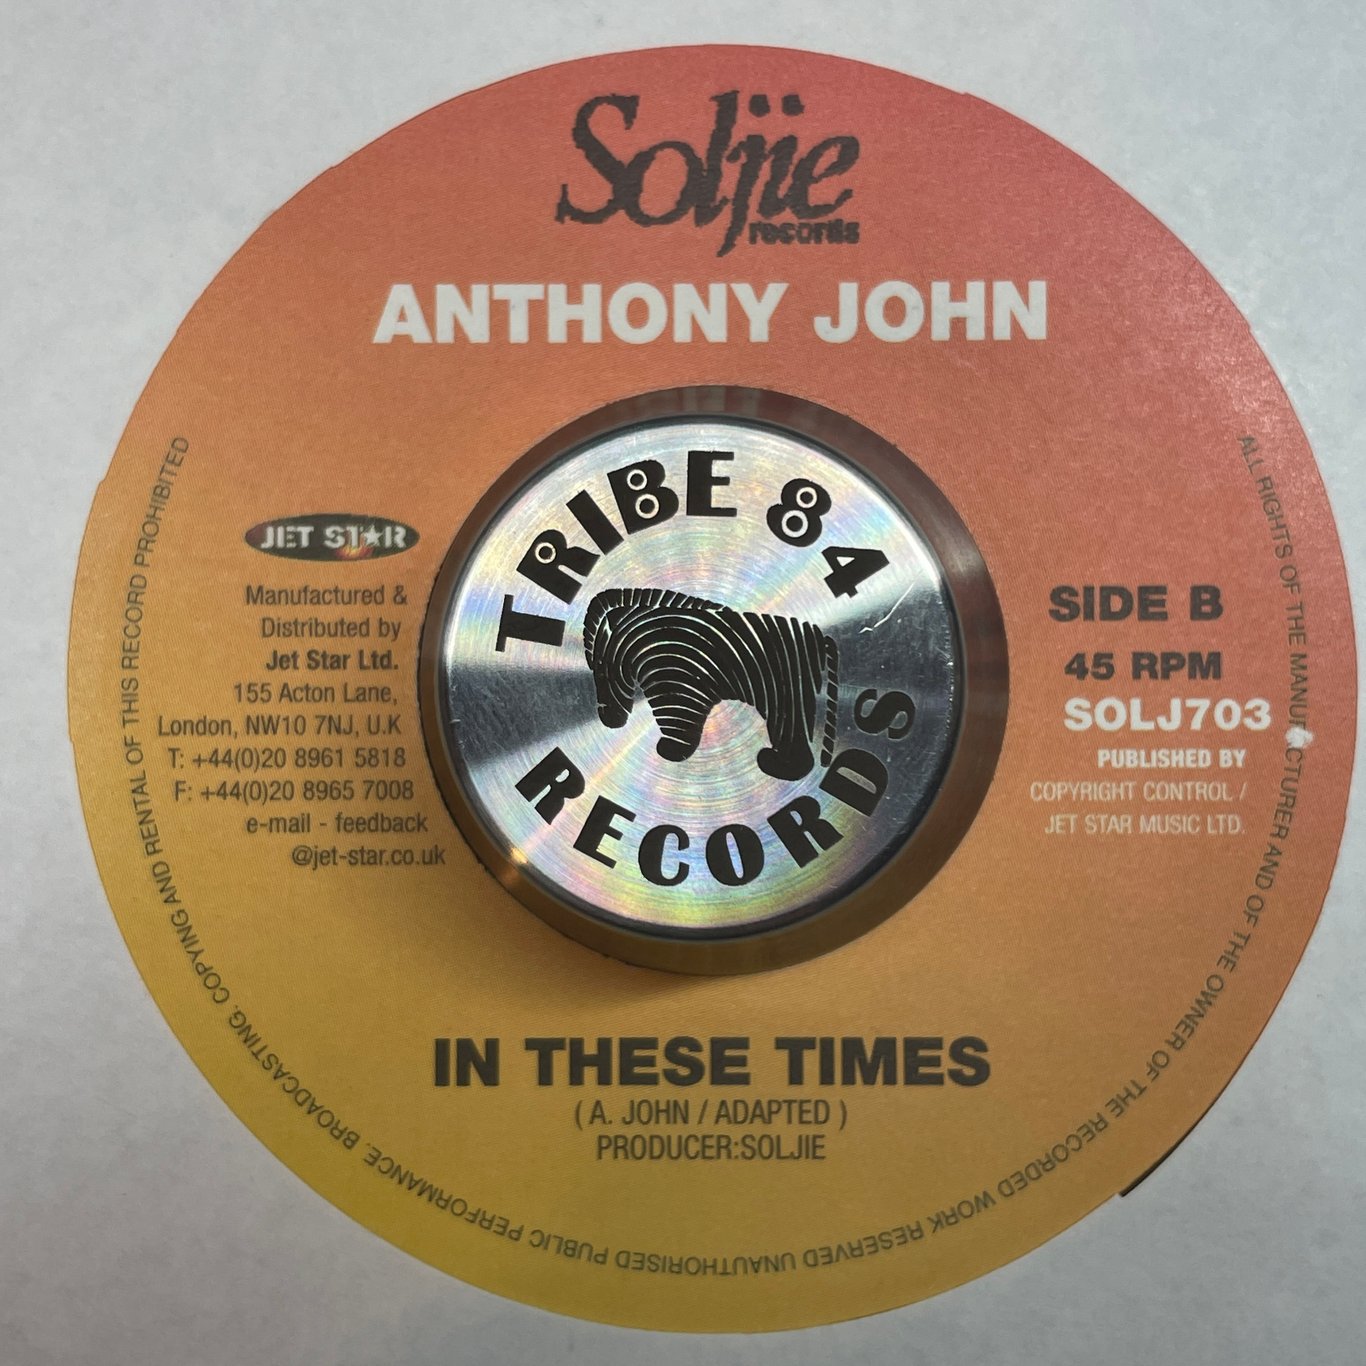 Soljie
records
ANTHONY JOHN
TRIBE 84
RECORDS
JET STAR
Manufactured &
Distributed by
Jet Star Ltd.
155 Acton Lane,
London, NW10 7NJ, U.K
T: +44(0)20 8961 5818
F: +44(0)20 8965 7008
e-mail - feedback
@jet-star.co.uk
SIDE B
45 RPM
SOLJ703
PUBLISHED BY
COPYRIGHT CONTROL /
JET STAR MUSIC LTD.
IN THESE TIMES
( A. JOHN / ADAPTED )
PRODUCER:SOLJIE
ALL RIGHTS OF THE MANUFACTURER AND OF THE OWNER OF THE RECORDED WORK RESERVED UNAUTHORISED PUBLIC PERFORMANCE. BROADCASTING. COPYING AND RENTAL OF THIS RECORD PROHIBITED